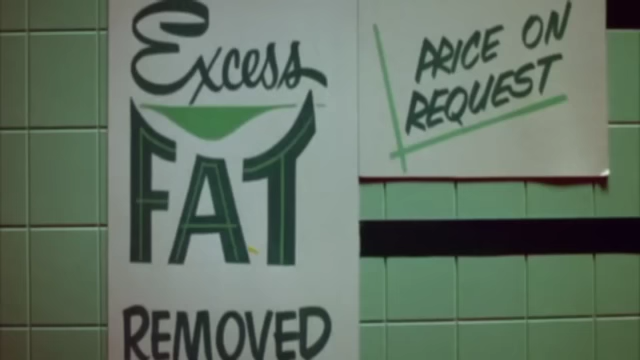 Excess
FAT
REMOVED
PRICE ON
REQUEST